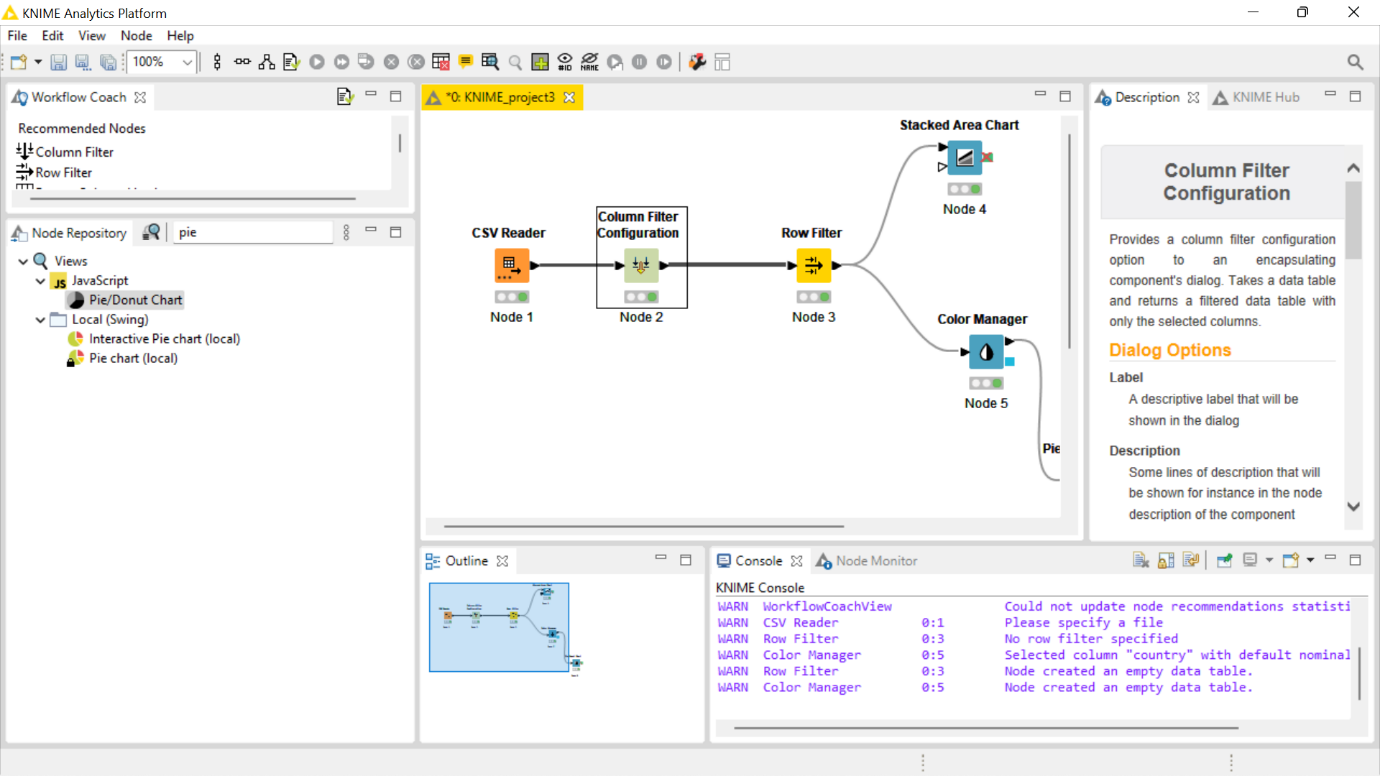 KNIME Analytics Platform
File Edit View Node Help
100%
#ID
NAME
Workflow Coach
Recommended Nodes
Column Filter
Row Filter
Node Repository
pie
Views
JS JavaScript
Pie/Donut Chart
Local (Swing)
Interactive Pie chart (local)
Pie chart (local)
*0: KNIME_project3
Stacked Area Chart
Node 4
CSV Reader
Node 1
Column Filter
Configuration
Node 2
Row Filter
Node 3
Color Manager
Node 5
Pie
Description KNIME Hub
Column Filter
Configuration
Provides a column filter configuration
option to an encapsulating
component's dialog. Takes a data table
and returns a filtered data table with
only the selected columns.
Dialog Options
Label
A descriptive label that will be
shown in the dialog
Description
Some lines of description that will
be shown for instance in the node
description of the component
Outline
Console Node Monitor
KNIME Console
WARN WorkflowCoachView Could not update node recommendations statisti
WARN CSV Reader 0:1 Please specify a file
WARN Row Filter 0:3 No row filter specified
WARN Color Manager 0:5 Selected column "country" with default nominal
WARN Row Filter 0:3 Node created an empty data table.
WARN Color Manager 0:5 Node created an empty data table.